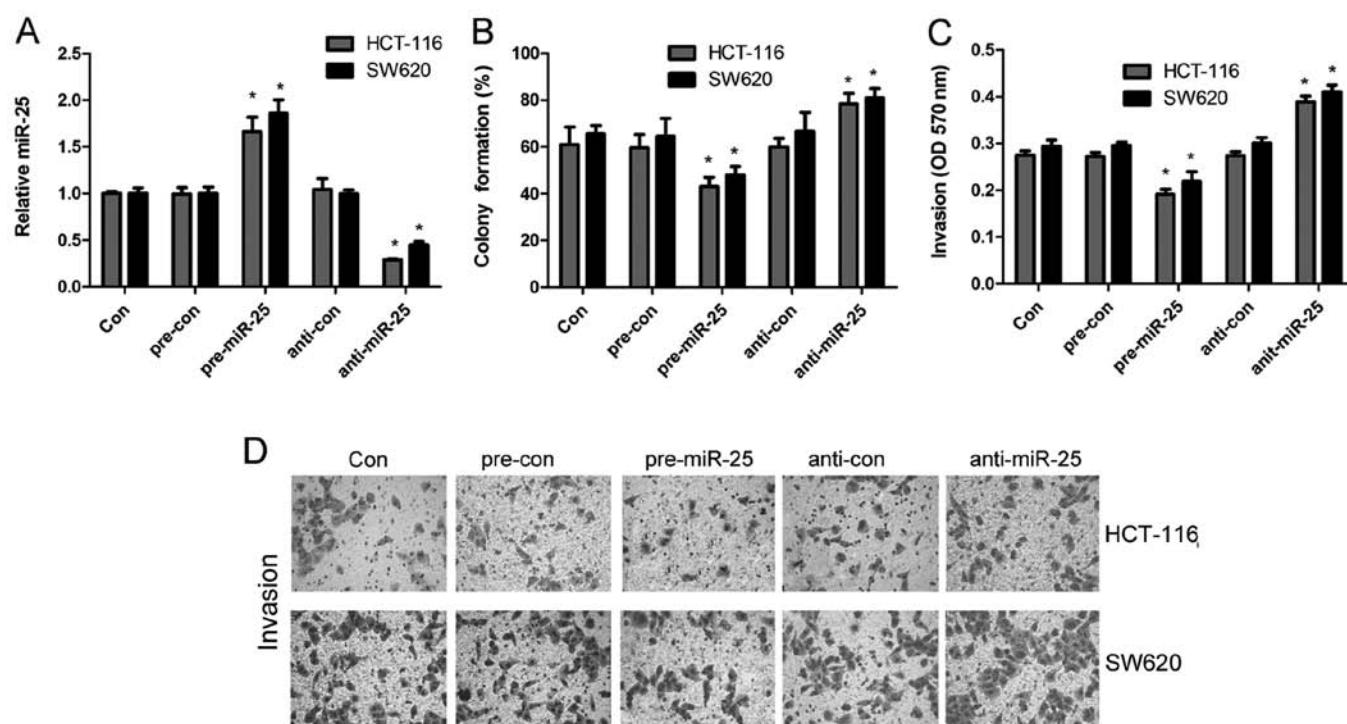 A
HCT-116
SW620
Relative miR-25
2.5
2.0
1.5
1.0
0.5
0.0
* * * *
Con
pre-con
pre-miR-25
anti-con
anti-miR-25
B
HCT-116
SW620
Colony formation (%)
100
80
60
40
20
0
* * * *
Con
pre-con
pre-miR-25
anti-con
anti-miR-25
C
HCT-116
SW620
Invasion (OD 570 nm)
0.5
0.4
0.3
0.2
0.1
0.0
* * * *
Con
pre-con
pre-miR-25
anti-con
anit-miR-25
D
Con pre-con pre-miR-25 anti-con anti-miR-25
Invasion
HCT-116
SW620